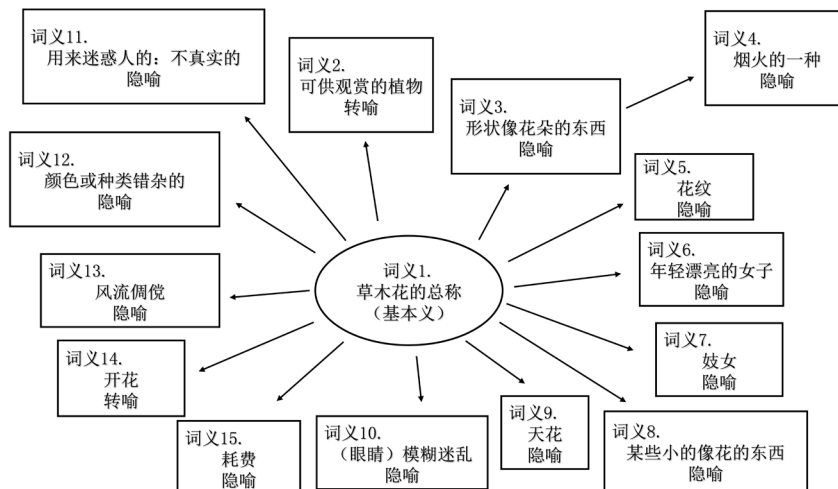 词义11.
用来迷惑人的：不真实的
隐喻
词义2.
可供观赏的植物
转喻
词义3.
形状像花朵的东西
隐喻
词义4.
烟火的一种
隐喻
词义12.
颜色或种类错杂的
隐喻
词义5.
花纹
隐喻
词义13.
风流倜傥
隐喻
词义1.
草木花的总称
（基本义）
词义6.
年轻漂亮的女子
隐喻
词义14.
开花
转喻
词义7.
妓女
隐喻
词义15.
耗费
隐喻
词义10.
（眼睛）模糊迷乱
隐喻
词义9.
天花
隐喻
词义8.
某些小的像花的东西
隐喻